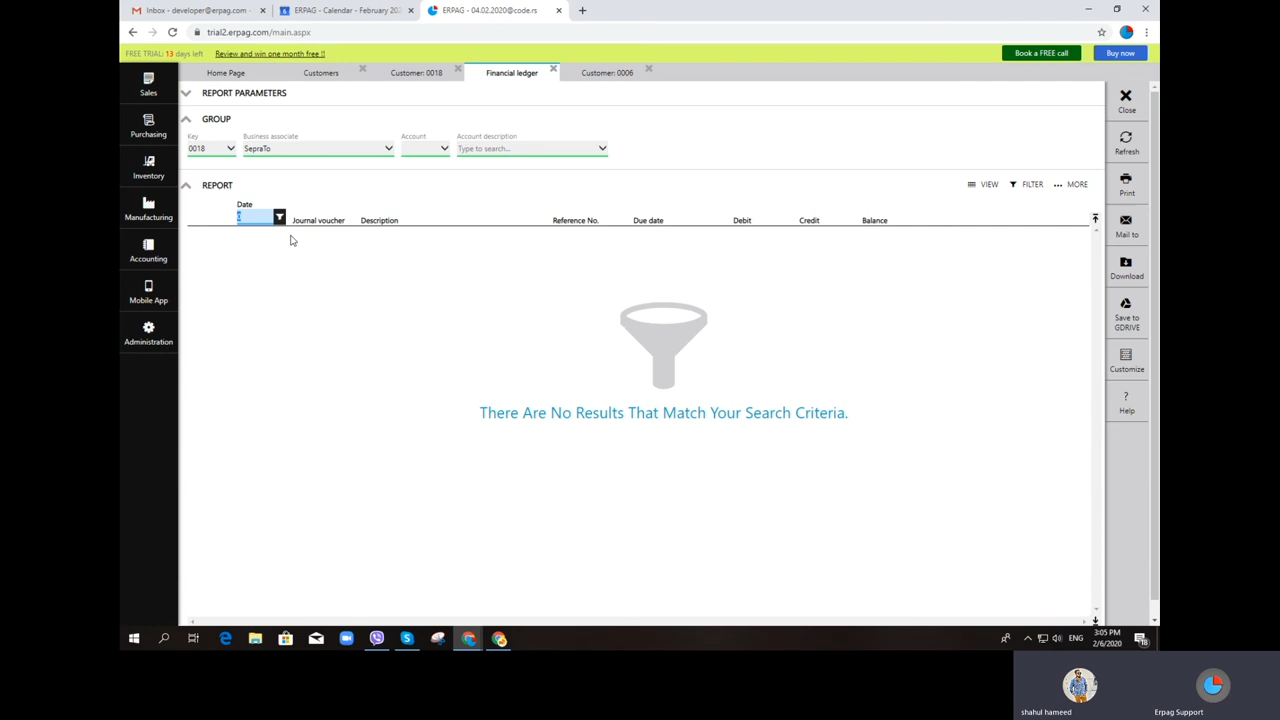 Inbox - developer@erpag.com -
ERPAG - Calendar - February 202
ERPAG - 04.02.2020@code.rs
trial2.erpag.com/main.aspx
FREE TRIAL: 13 days left
Review and win one month free !!
Book a FREE call
Buy now
Home Page
Customers
Customer: 0018
Financial ledger
Customer: 0006
Sales
Purchasing
Inventory
Manufacturing
Accounting
Mobile App
Administration
REPORT PARAMETERS
GROUP
Key
Business associate
Account
Account description
0018
SepraTo
Type to search...
REPORT
VIEW
FILTER
MORE
Date
Journal voucher
Description
Reference No.
Due date
Debit
Credit
Balance
There Are No Results That Match Your Search Criteria.
Close
Refresh
Print
Mail to
Download
Save to
GDRIVE
Customize
Help
ENG
3:05 PM
2/6/2020
18
shahul hameed
Erpag Support